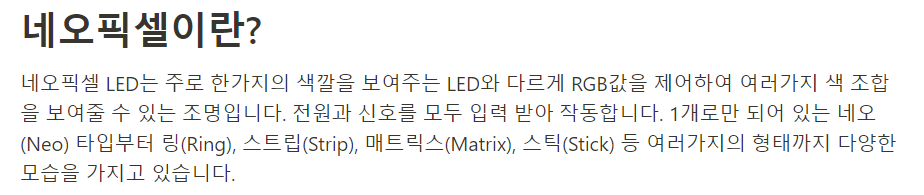 네오픽셀이란?
네오픽셀 LED는 주로 한가지의 색깔을 보여주는 LED와 다르게 RGB값을 제어하여 여러가지 색 조합
을 보여줄 수 있는 조명입니다. 전원과 신호를 모두 입력 받아 작동합니다. 1개로만 되어 있는 네오
(Neo) 타입부터 링(Ring), 스트립(Strip), 매트릭스(Matrix), 스틱(Stick) 등 여러가지의 형태까지 다양한
모습을 가지고 있습니다.